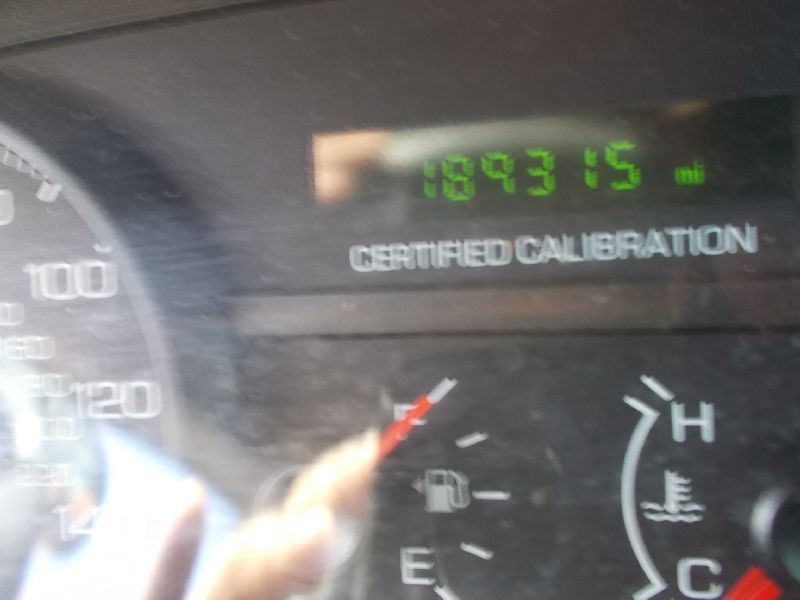 189315 mi
CERTIFIED CALIBRATION
100
120
F
H
E
C